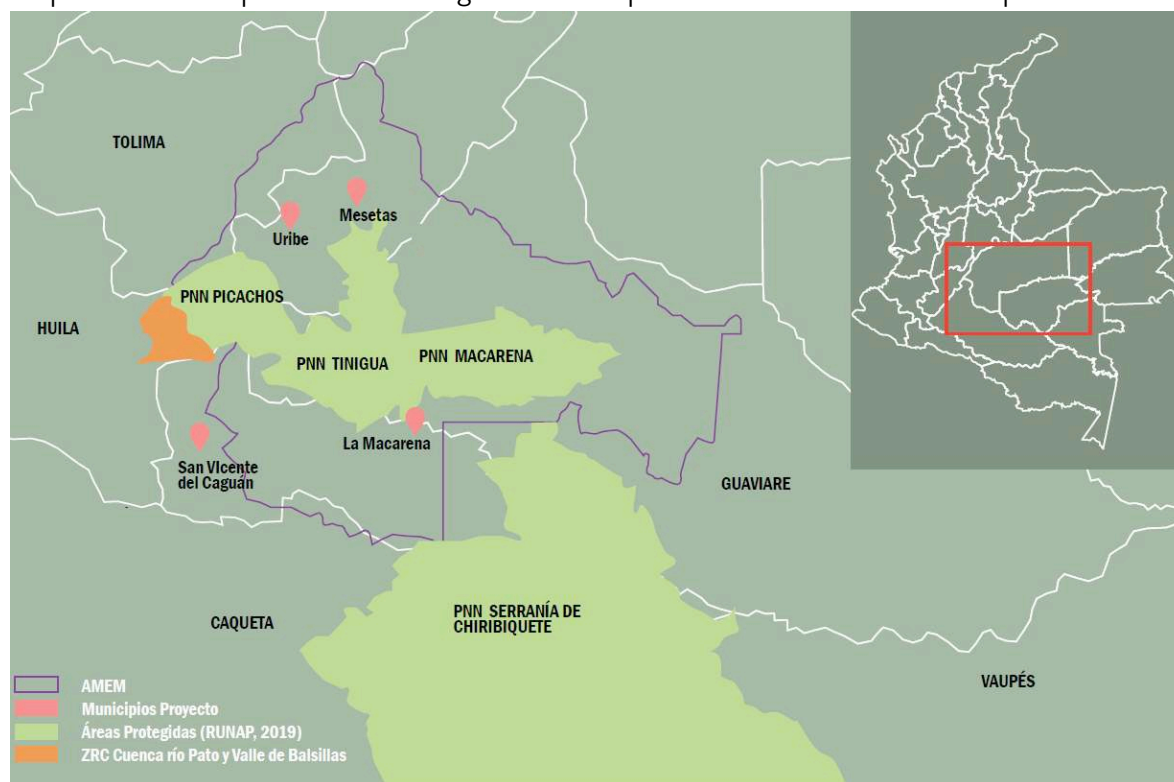 TOLIMA
Mesetas
Uribe
PNN PICACHOS
HUILA
PNN TINIGUA
PNN MACARENA
La Macarena
San VIcente
del Caguán
GUAVIARE
CAQUETA
PNN SERRANÍA DE
CHIRIBIQUETE
VAUPÉS
AMEM
Municipios Proyecto
Áreas Protegidas (RUNAP, 2019)
ZRC Cuenca río Pato y Valle de Balsillas